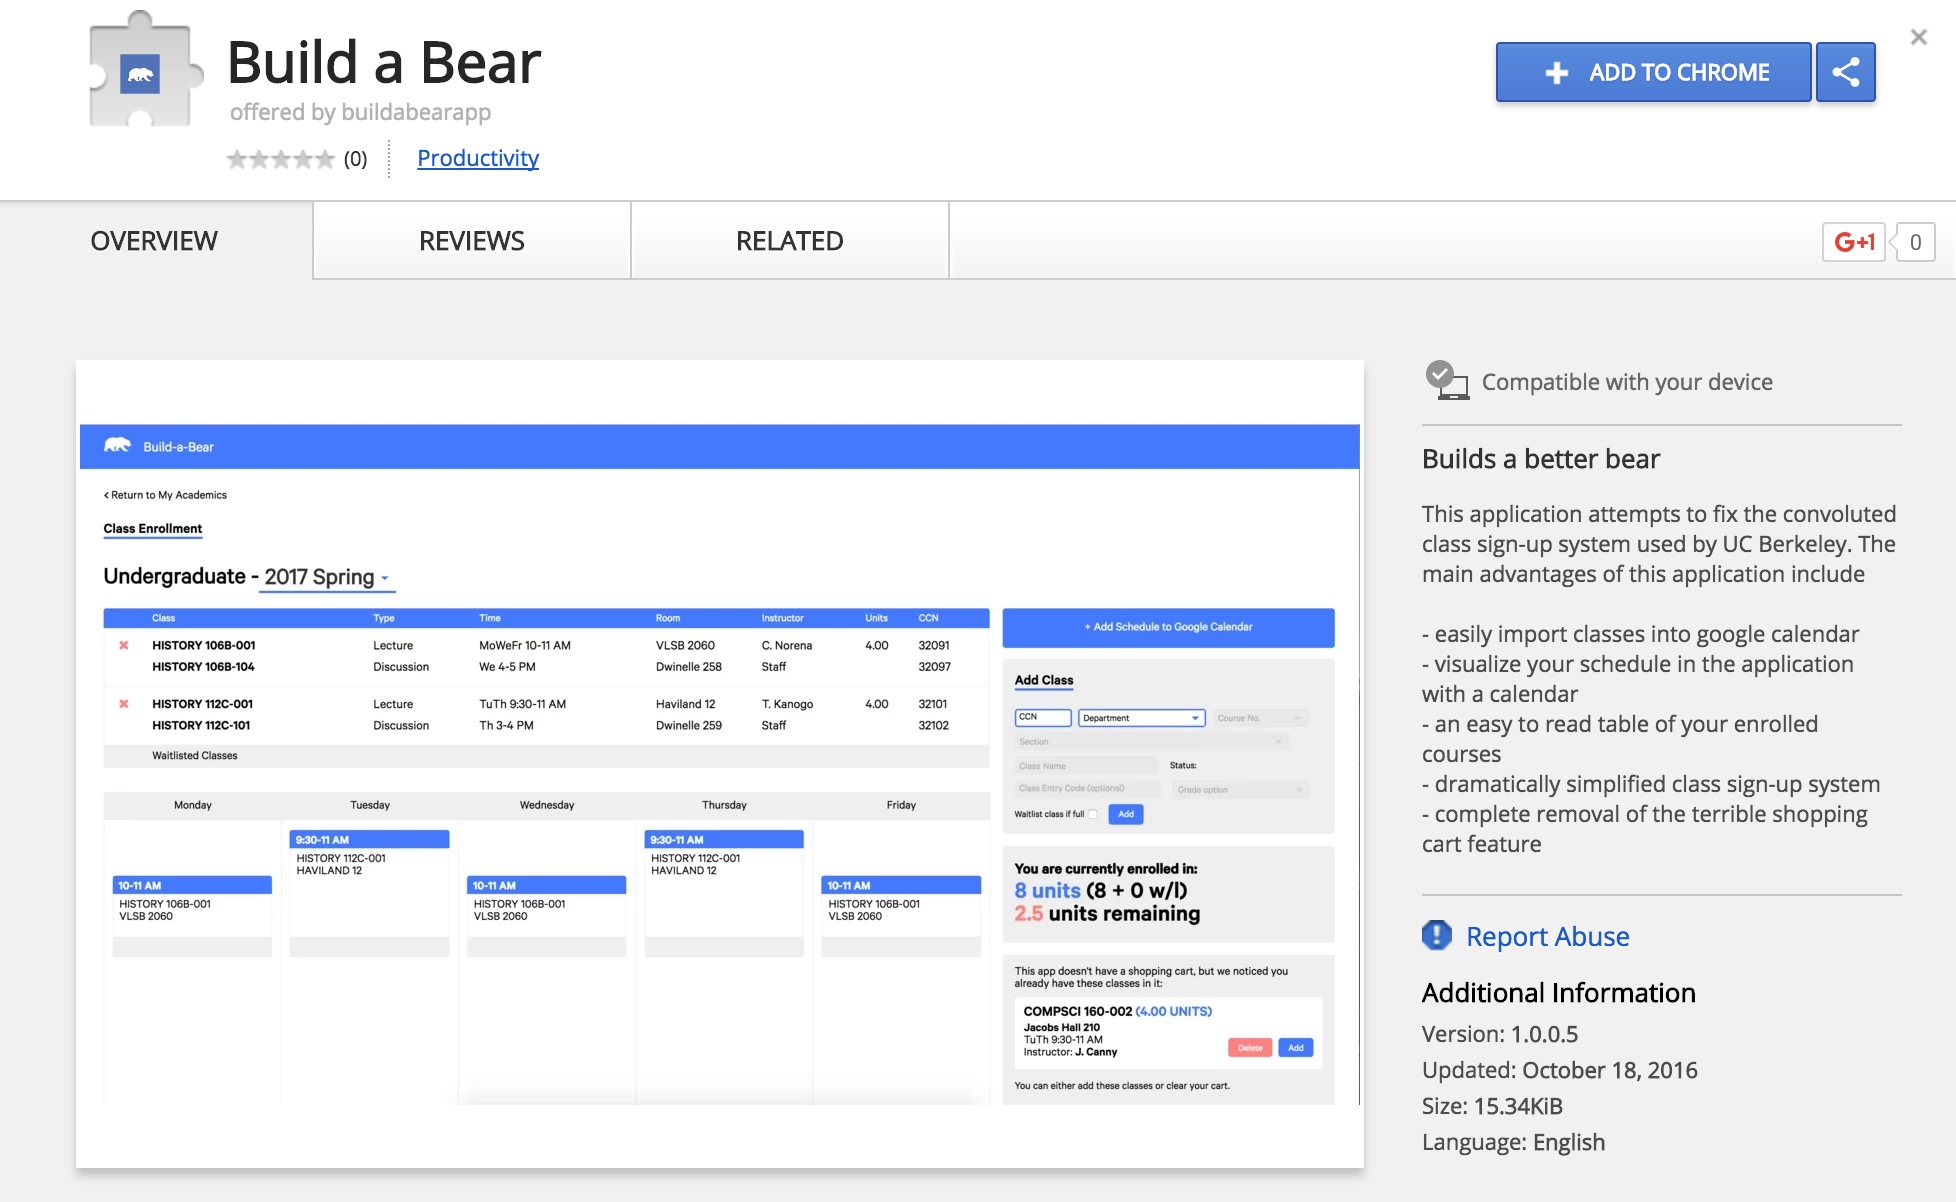 Build a Bear
offered by buildabearapp
(0) Productivity
+ ADD TO CHROME
×
OVERVIEW REVIEWS RELATED
G+1 0
Build-a-Bear
‹ Return to My Academics
Class Enrollment
Undergraduate - 2017 Spring
Class Type Time Room Instructor Units CCN
HISTORY 106B-001 Lecture MoWeFr 10-11 AM VLSB 2060 C. Norena 4.00 32091
HISTORY 106B-104 Discussion We 4-5 PM Dwinelle 258 Staff 32097
HISTORY 112C-001 Lecture TuTh 9:30-11 AM Haviland 12 T. Kanogo 4.00 32101
HISTORY 112C-101 Discussion Th 3-4 PM Dwinelle 259 Staff 32102
Waitlisted Classes
Monday Tuesday Wednesday Thursday Friday
9:30-11 AM 9:30-11 AM
HISTORY 112C-001 HISTORY 112C-001
HAVILAND 12 HAVILAND 12
10-11 AM 10-11 AM 10-11 AM
HISTORY 106B-001 HISTORY 106B-001 HISTORY 106B-001
VLSB 2060 VLSB 2060 VLSB 2060
+ Add Schedule to Google Calendar
Add Class
CCN Department Course No.
Section
Class Name Status:
Class Entry Code (optional) Grade option
Waitlist class if full Add
You are currently enrolled in:
8 units (8 + 0 w/l)
2.5 units remaining
This app doesn't have a shopping cart, but we noticed you
already have these classes in it:
COMPSCI 160-002 (4.00 UNITS)
Jacobs Hall 210
TuTh 9:30-11 AM
Instructor: J. Canny
Delete Add
You can either add these classes or clear your cart.
Compatible with your device
Builds a better bear
This application attempts to fix the convoluted
class sign-up system used by UC Berkeley. The
main advantages of this application include
- easily import classes into google calendar
- visualize your schedule in the application
with a calendar
- an easy to read table of your enrolled
courses
- dramatically simplified class sign-up system
- complete removal of the terrible shopping
cart feature
Report Abuse
Additional Information
Version: 1.0.0.5
Updated: October 18, 2016
Size: 15.34KiB
Language: English